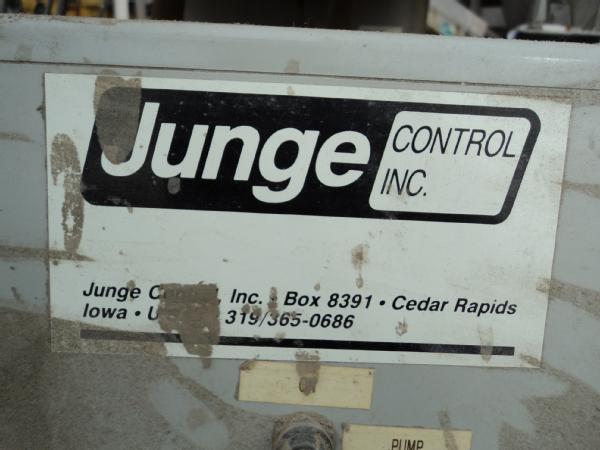 Junge
CONTROL
INC.
Junge Inc. • Box 8391 • Cedar Rapids
Iowa • 319/365-0686
PUMP